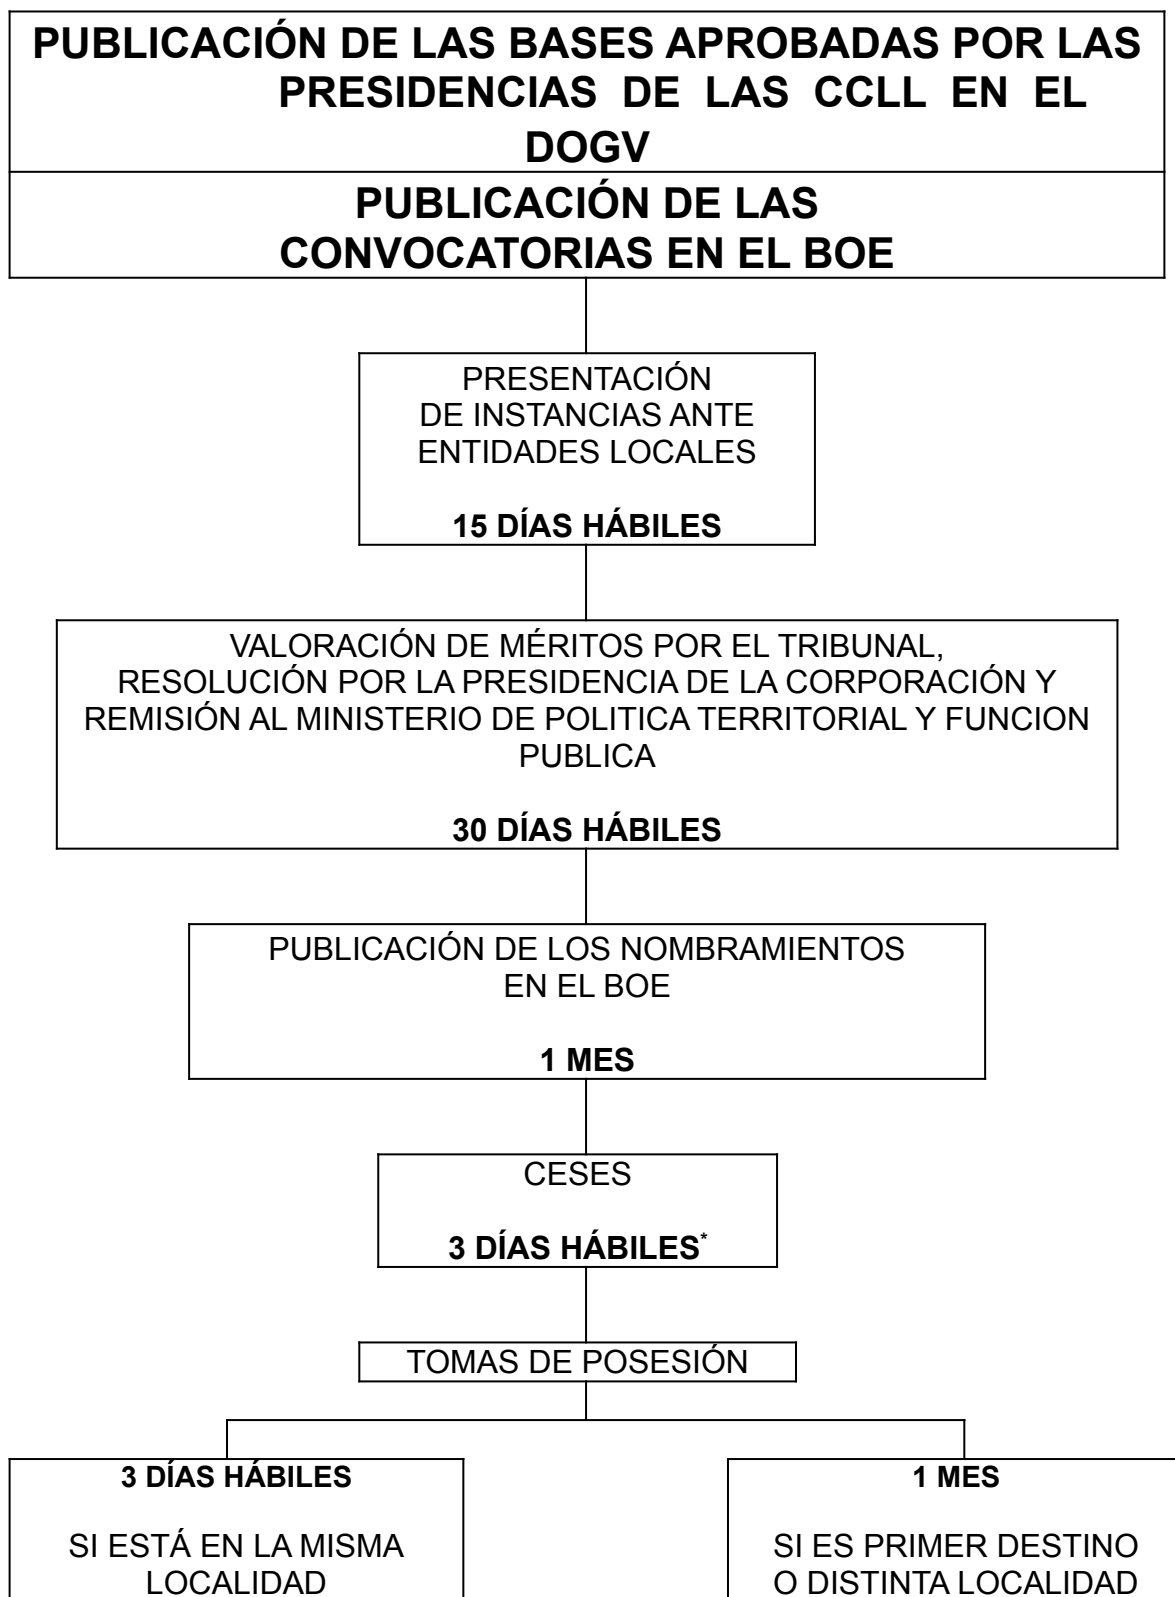 PUBLICACIÓN DE LAS BASES APROBADAS POR LAS
PRESIDENCIAS DE LAS CCLL EN EL
DOGV
PUBLICACIÓN DE LAS
CONVOCATORIAS EN EL BOE
PRESENTACIÓN
DE INSTANCIAS ANTE
ENTIDADES LOCALES
15 DÍAS HÁBILES
VALORACIÓN DE MÉRITOS POR EL TRIBUNAL,
RESOLUCIÓN POR LA PRESIDENCIA DE LA CORPORACIÓN Y
REMISIÓN AL MINISTERIO DE POLITICA TERRITORIAL Y FUNCION
PUBLICA
30 DÍAS HÁBILES
PUBLICACIÓN DE LOS NOMBRAMIENTOS
EN EL BOE
1 MES
CESES
3 DÍAS HÁBILES*
TOMAS DE POSESIÓN
3 DÍAS HÁBILES
SI ESTÁ EN LA MISMA
LOCALIDAD
1 MES
SI ES PRIMER DESTINO
O DISTINTA LOCALIDAD